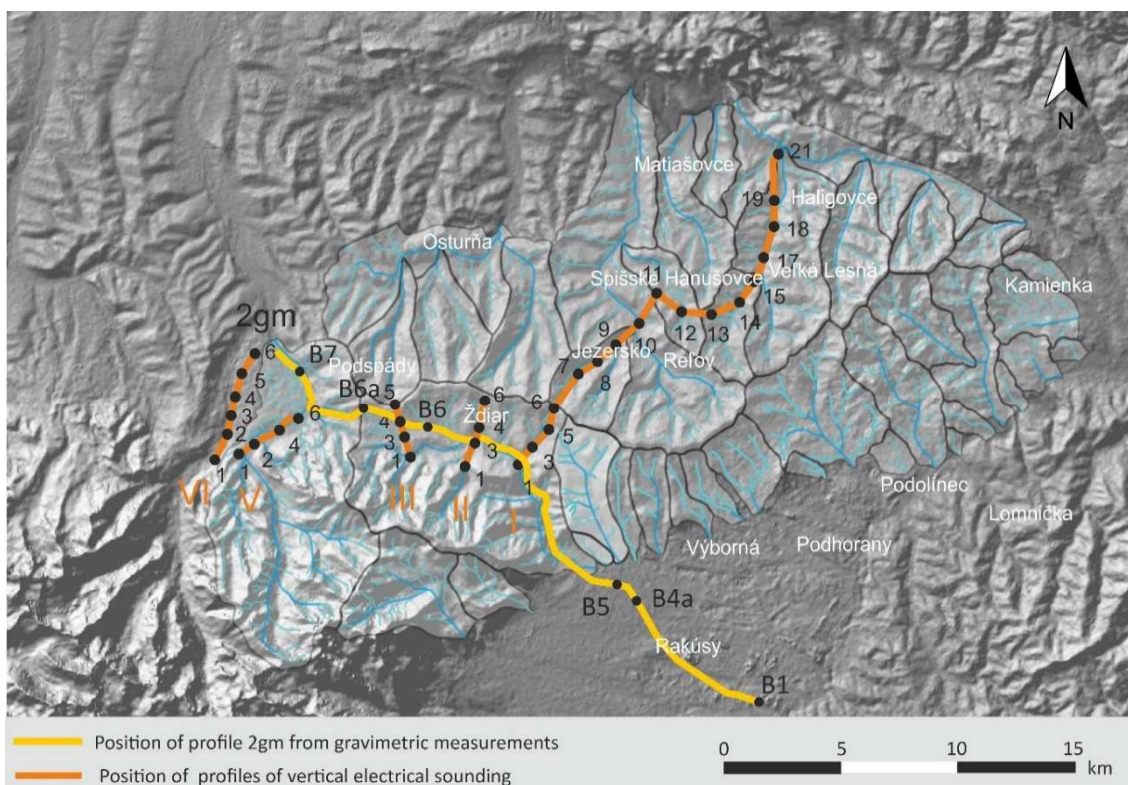 N
21
Matiašovce
19
Haligovce
18
Osturňa
17
11
Spišské Hanušovce
Veľká Lesná
15
Kamienka
12
13
14
9
10
2gm
6
B7
Jezersko
Reľov
Podspády
7
8
5
B6a
5
6
6
4
6
B6
Ždiar
3
4
4
5
2
4
3
3
3
1
2
1
1
1
1
VI
V
III
II
I
Podolínec
Lomnička
Výborná
Podhorany
B5
B4a
Rakúsy
B1
Position of profile 2gm from gravimetric measurements
0
5
10
15
km
Position of profiles of vertical electrical sounding